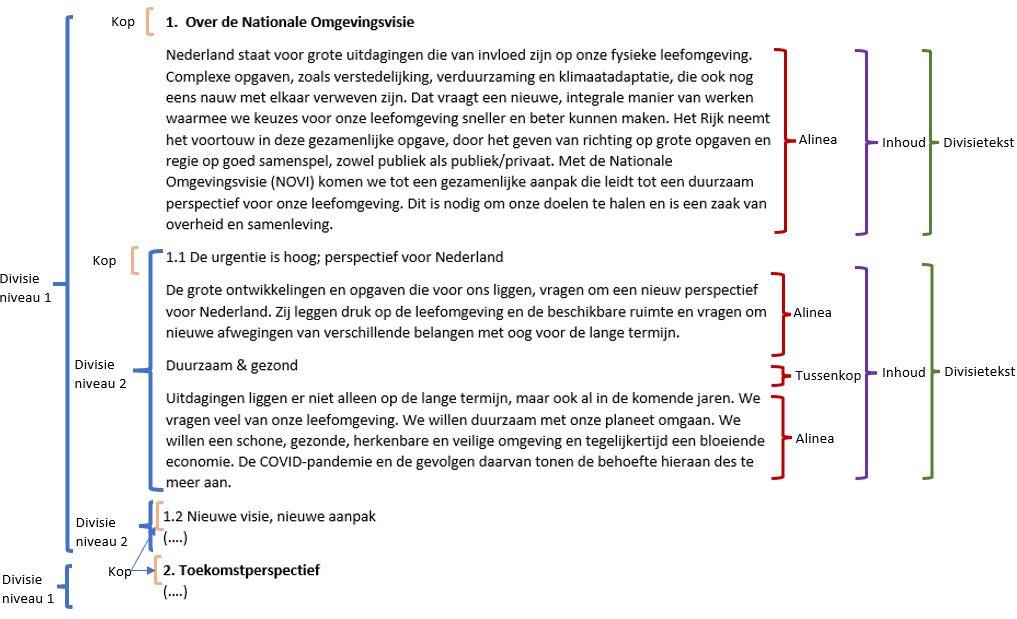 Kop
1. Over de Nationale Omgevingsvisie
Nederland staat voor grote uitdagingen die van invloed zijn op onze fysieke leefomgeving.
Complexe opgaven, zoals verstedelijking, verduurzaming en klimaatadaptatie, die ook nog
eens nauw met elkaar verweven zijn. Dat vraagt een nieuwe, integrale manier van werken
waarmee we keuzes voor onze leefomgeving sneller en beter kunnen maken. Het Rijk neemt
het voortouw in deze gezamenlijke opgave, door het geven van richting op grote opgaven en
regie op goed samenspel, zowel publiek als publiek/privaat. Met de Nationale
Omgevingsvisie (NOVI) komen we tot een gezamenlijke aanpak die leidt tot een duurzaam
perspectief voor onze leefomgeving. Dit is nodig om onze doelen te halen en is een zaak van
overheid en samenleving.
Alinea
Inhoud
Divisietekst
Divisie
niveau 1
Kop
1.1 De urgentie is hoog; perspectief voor Nederland
De grote ontwikkelingen en opgaven die voor ons liggen, vragen om een nieuw perspectief
voor Nederland. Zij leggen druk op de leefomgeving en de beschikbare ruimte en vragen om
nieuwe afwegingen van verschillende belangen met oog voor de lange termijn.
Alinea
Divisie
niveau 2
Duurzaam & gezond
Tussenkop
Inhoud
Divisietekst
Uitdagingen liggen er niet alleen op de lange termijn, maar ook al in de komende jaren. We
vragen veel van onze leefomgeving. We willen duurzaam met onze planeet omgaan. We
willen een schone, gezonde, herkenbare en veilige omgeving en tegelijkertijd een bloeiende
economie. De COVID-pandemie en de gevolgen daarvan tonen de behoefte hieraan des te
meer aan.
Alinea
Divisie
niveau 2
1.2 Nieuwe visie, nieuwe aanpak
(....)
Divisie
niveau 1
Kop
2. Toekomstperspectief
(....)